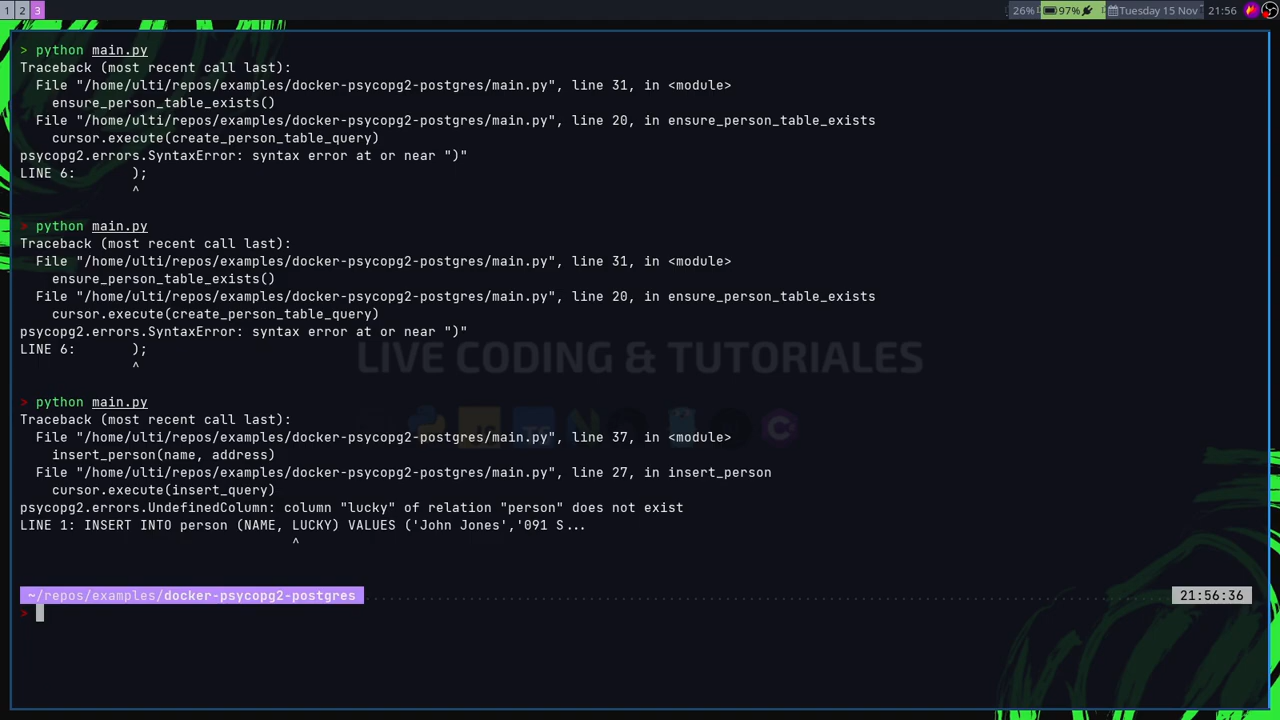 1 2 3 26% 97% Tuesday 15 Nov 21:56
> python main.py
Traceback (most recent call last):
  File "/home/ulti/repos/examples/docker-psycopg2-postgres/main.py", line 31, in <module>
    ensure_person_table_exists()
  File "/home/ulti/repos/examples/docker-psycopg2-postgres/main.py", line 20, in ensure_person_table_exists
    cursor.execute(create_person_table_query)
psycopg2.errors.SyntaxError: syntax error at or near ")"
LINE 6:       );
              ^
> python main.py
Traceback (most recent call last):
  File "/home/ulti/repos/examples/docker-psycopg2-postgres/main.py", line 31, in <module>
    ensure_person_table_exists()
  File "/home/ulti/repos/examples/docker-psycopg2-postgres/main.py", line 20, in ensure_person_table_exists
    cursor.execute(create_person_table_query)
psycopg2.errors.SyntaxError: syntax error at or near ")"
LINE 6:       );
              ^
LIVE CODING & TUTORIALES
> python main.py
Traceback (most recent call last):
  File "/home/ulti/repos/examples/docker-psycopg2-postgres/main.py", line 37, in <module>
    insert_person(name, address)
  File "/home/ulti/repos/examples/docker-psycopg2-postgres/main.py", line 27, in insert_person
    cursor.execute(insert_query)
psycopg2.errors.UndefinedColumn: column "lucky" of relation "person" does not exist
LINE 1: INSERT INTO person (NAME, LUCKY) VALUES ('John Jones','091 S...
                                  ^
~/repos/examples/docker-psycopg2-postgres 21:56:36
>